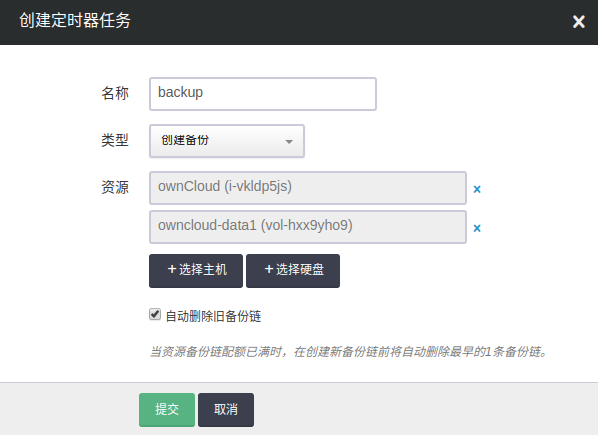 创建定时器任务
名称 backup
类型 创建备份
资源 ownCloud (i-vkldp5js)
owncloud-data1 (vol-hxx9yho9)
+选择主机 +选择硬盘
自动删除旧备份链
当资源备份链配额已满时，在创建新备份链前将自动删除最早的1条备份链。
提交 取消